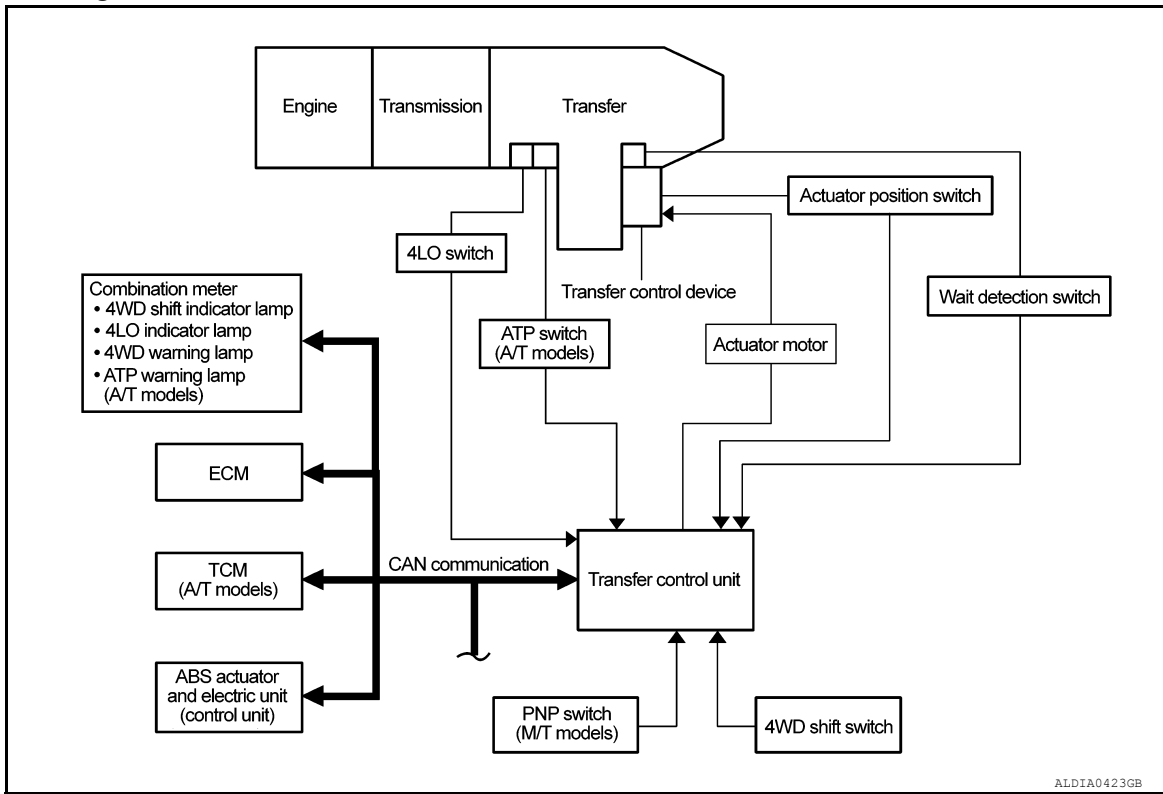 Engine
Transmission
Transfer
Actuator position switch
4LO switch
Transfer control device
Wait detection switch
Combination meter
• 4WD shift indicator lamp
• 4LO indicator lamp
• 4WD warning lamp
• ATP warning lamp
(A/T models)
ATP switch
(A/T models)
Actuator motor
ECM
CAN communication
TCM
(A/T models)
Transfer control unit
ABS actuator
and electric unit
(control unit)
PNP switch
(M/T models)
4WD shift switch
ALDIA0423GB